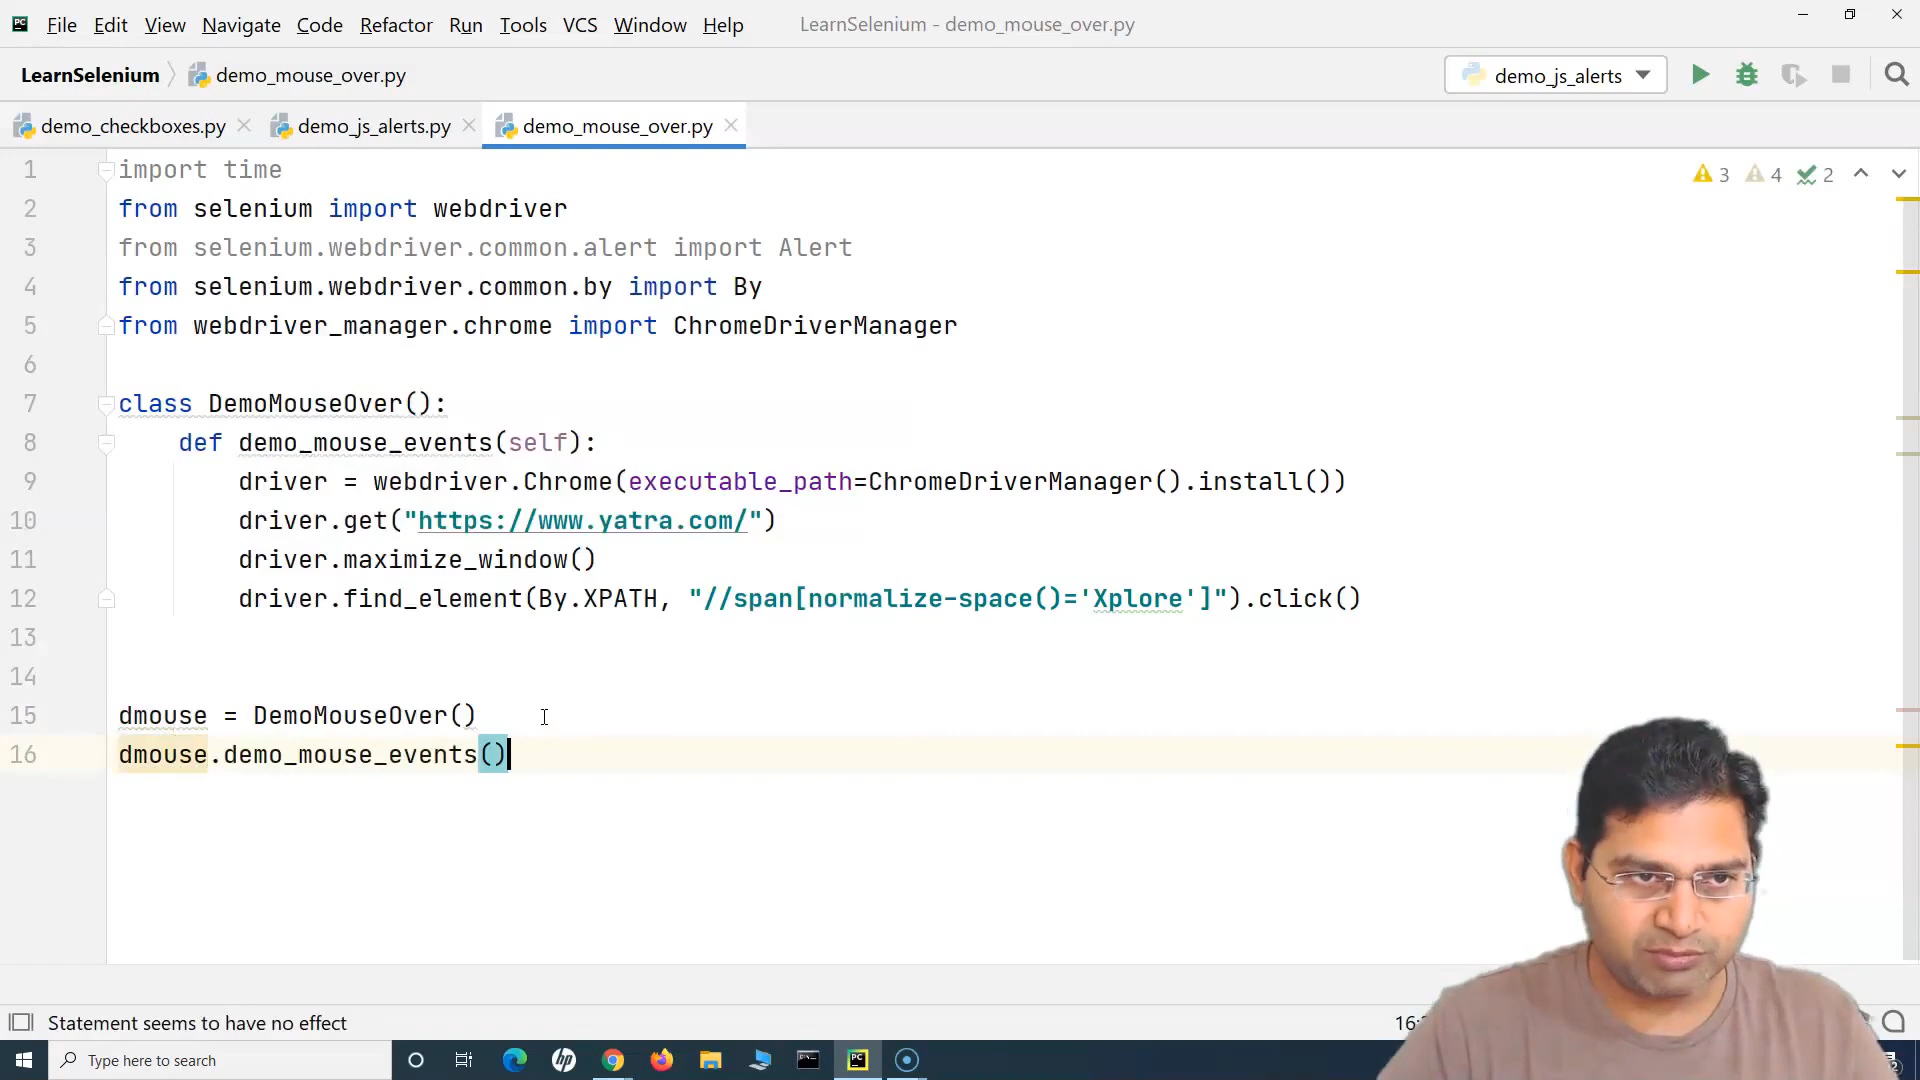 File Edit View Navigate Code Refactor Run Tools VCS Window Help LearnSelenium - demo_mouse_over.py
LearnSelenium demo_mouse_over.py demo_js_alerts
demo_checkboxes.py demo_js_alerts.py demo_mouse_over.py
1 import time
3 4 2
2 from selenium import webdriver
3 from selenium.webdriver.common.alert import Alert
4 from selenium.webdriver.common.by import By
5 from webdriver_manager.chrome import ChromeDriverManager
6
7 class DemoMouseOver():
8 def demo_mouse_events(self):
9 driver = webdriver.Chrome(executable_path=ChromeDriverManager().install())
10 driver.get("https://www.yatra.com/")
11 driver.maximize_window()
12 driver.find_element(By.XPATH, "//span[normalize-space()='Xplore']").click()
13
14
15 dmouse = DemoMouseOver()
16 dmouse.demo_mouse_events()
Statement seems to have no effect 16:
Type here to search